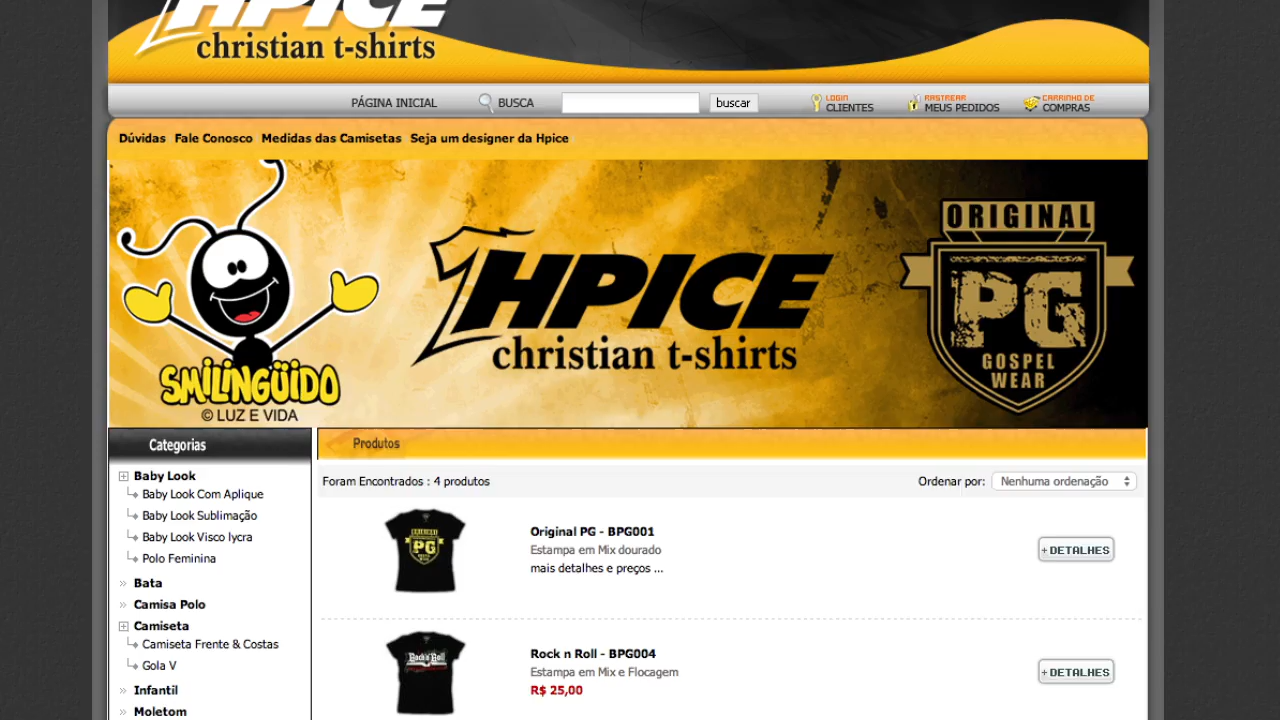 HPICE
christian t-shirts
PÁGINA INICIAL
BUSCA
buscar
LOGIN
CLIENTES
RASTREAR
MEUS PEDIDOS
CARRINHO DE
COMPRAS
Dúvidas Fale Conosco Medidas das Camisetas Seja um designer da Hpice
SMILINGÜIDO
© LUZ E VIDA
HPICE
christian t-shirts
ORIGINAL
PG
GOSPEL
WEAR
Categorias
Baby Look
Baby Look Com Aplique
Baby Look Sublimação
Baby Look Visco lycra
Polo Feminina
Bata
Camisa Polo
Camiseta
Camiseta Frente & Costas
Gola V
Infantil
Moletom
Produtos
Foram Encontrados : 4 produtos
Ordenar por: Nenhuma ordenação
ORIGINAL
PG
Original PG - BPG001
Estampa em Mix dourado
mais detalhes e preços ...
+DETALHES
Rock n Roll
Rock n Roll - BPG004
Estampa em Mix e Flocagem
R$ 25,00
+DETALHES